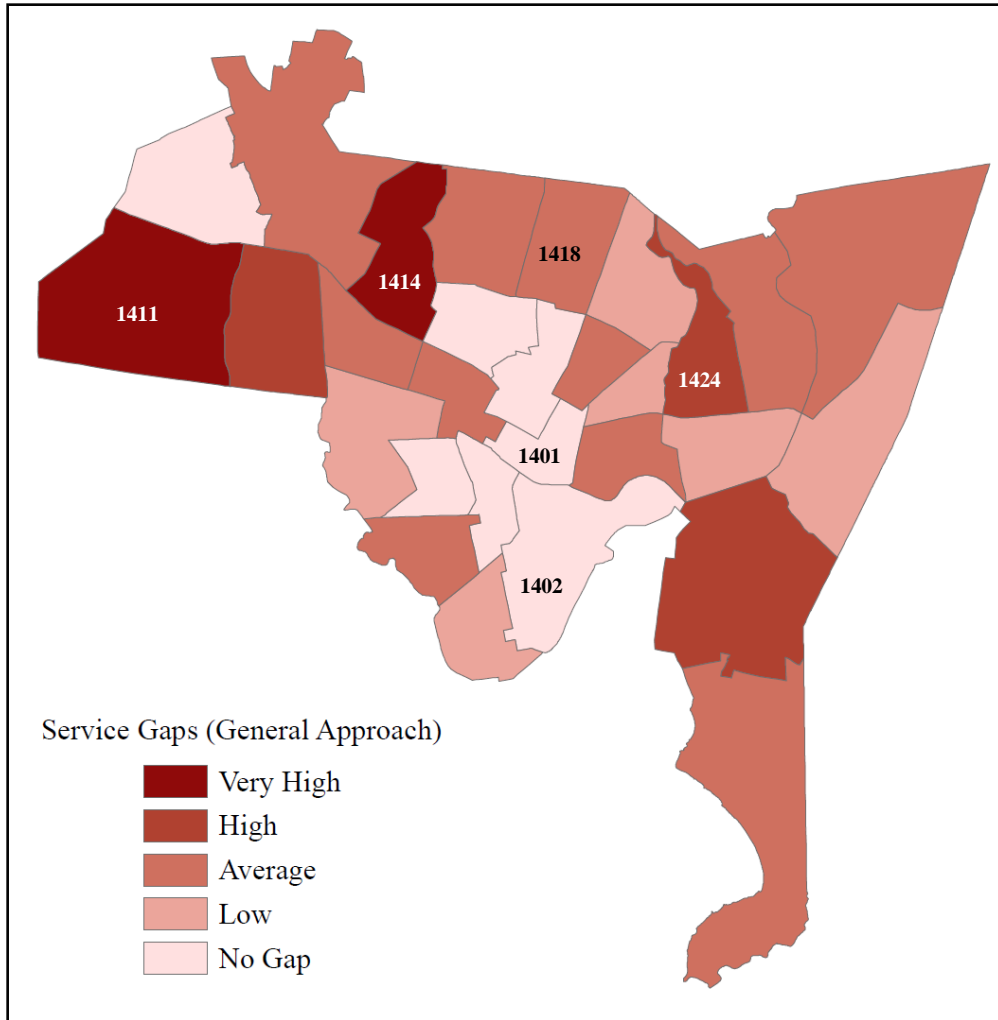 1418
1414
1411
1424
1401
1402
Service Gaps (General Approach)
Very High
High
Average
Low
No Gap